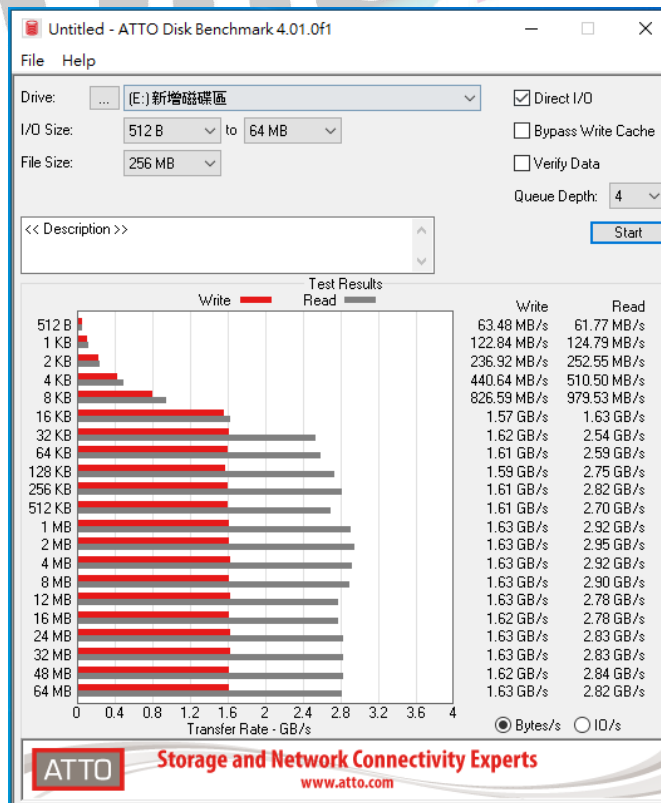 Untitled - ATTO Disk Benchmark 4.01.0f1
File Help
Drive: ... (E:)新增磁碟區
Direct I/O
I/O Size: 512 B to 64 MB
Bypass Write Cache
File Size: 256 MB
Verify Data
Queue Depth: 4
<< Description >>
Start
Test Results
Write Read
Write Read
512 B 63.48 MB/s 61.77 MB/s
1 KB 122.84 MB/s 124.79 MB/s
2 KB 236.92 MB/s 252.55 MB/s
4 KB 440.64 MB/s 510.50 MB/s
8 KB 826.59 MB/s 979.53 MB/s
16 KB 1.57 GB/s 1.63 GB/s
32 KB 1.62 GB/s 2.54 GB/s
64 KB 1.61 GB/s 2.59 GB/s
128 KB 1.59 GB/s 2.75 GB/s
256 KB 1.61 GB/s 2.82 GB/s
512 KB 1.61 GB/s 2.70 GB/s
1 MB 1.63 GB/s 2.92 GB/s
2 MB 1.63 GB/s 2.95 GB/s
4 MB 1.63 GB/s 2.92 GB/s
8 MB 1.63 GB/s 2.90 GB/s
12 MB 1.63 GB/s 2.78 GB/s
16 MB 1.62 GB/s 2.78 GB/s
24 MB 1.63 GB/s 2.83 GB/s
32 MB 1.63 GB/s 2.83 GB/s
48 MB 1.62 GB/s 2.84 GB/s
64 MB 1.63 GB/s 2.82 GB/s
0 0.4 0.8 1.2 1.6 2 2.4 2.8 3.2 3.6 4
Transfer Rate - GB/s
Bytes/s IO/s
ATTO
Storage and Network Connectivity Experts
www.atto.com